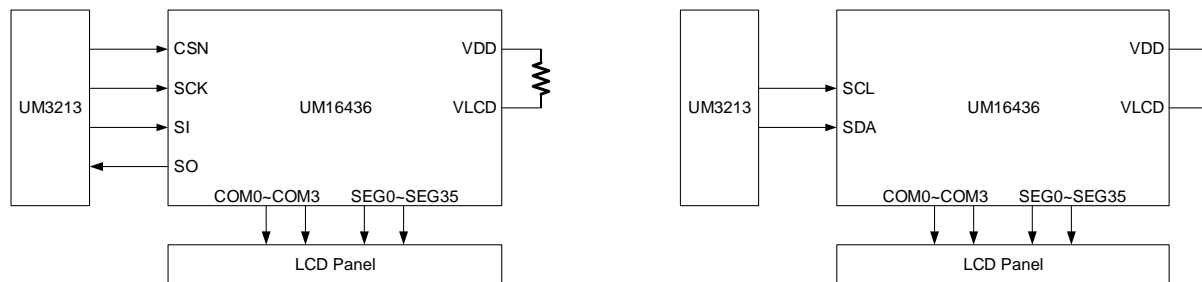 CSN
SCK
SI
SO
UM3213
UM16436
VDD
VLCD
COM0~COM3 SEG0~SEG35
LCD Panel
UM3213
SCL
SDA
UM16436
VDD
VLCD
COM0~COM3 SEG0~SEG35
LCD Panel